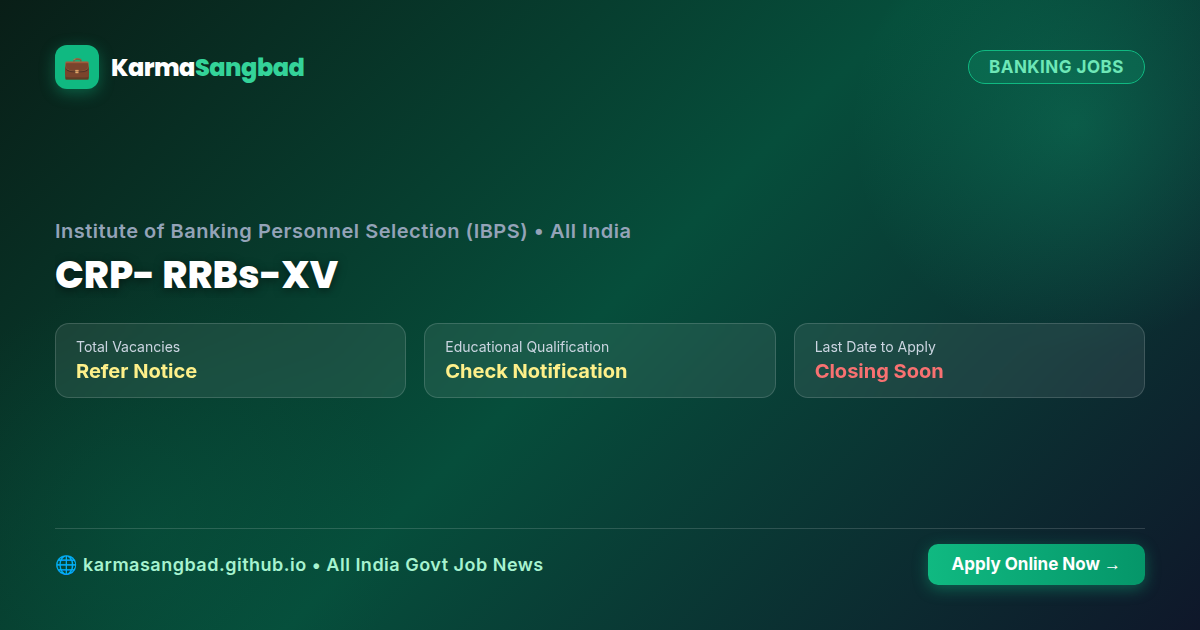 KarmaSangbad
BANKING JOBS
Institute of Banking Personnel Selection (IBPS) • All India
CRP- RRBs-XV
Total Vacancies
Refer Notice
Educational Qualification
Check Notification
Last Date to Apply
Closing Soon
karmasangbad.github.io • All India Govt Job News
Apply Online Now →